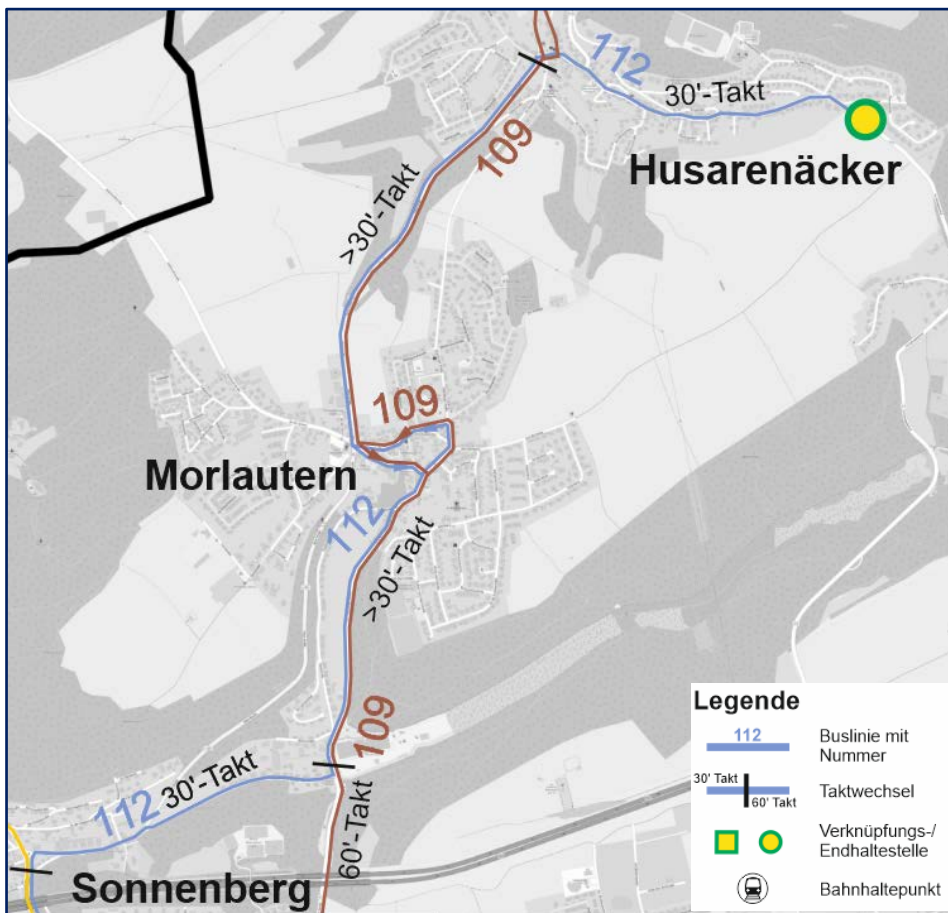 112
30'-Takt
109
Husarenäcker
>30'-Takt
109
Morlautern
112
>30'-Takt
109
112
30'-Takt
60'-Takt
Sonnenberg
Legende
112
Buslinie mit
Nummer
30' Takt
60' Takt
Taktwechsel
Verknüpfungs-/
Endhaltestelle
Bahnhaltepunkt